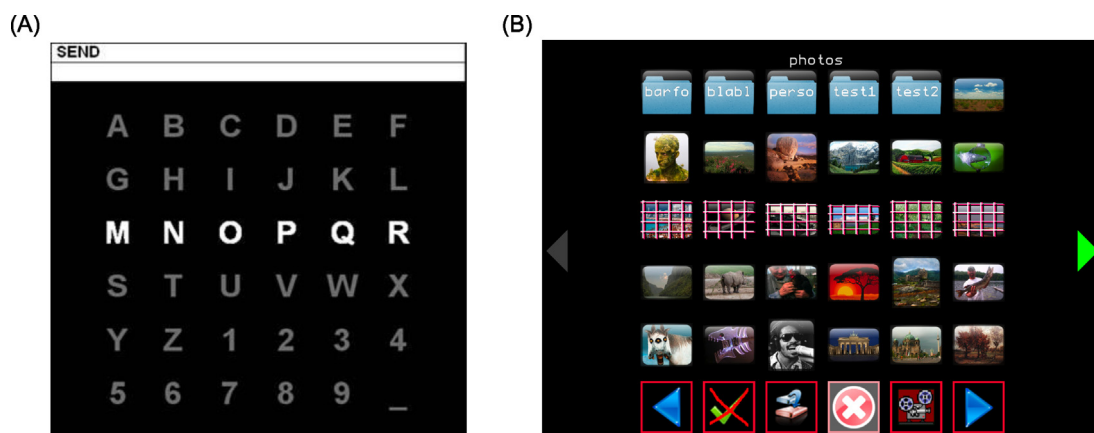 (A)
SEND
A B C D E F
G H I J K L
M N O P Q R
S T U V W X
Y Z 1 2 3 4
5 6 7 8 9 _
(B)
photos
barfo blabl perso test1 test2